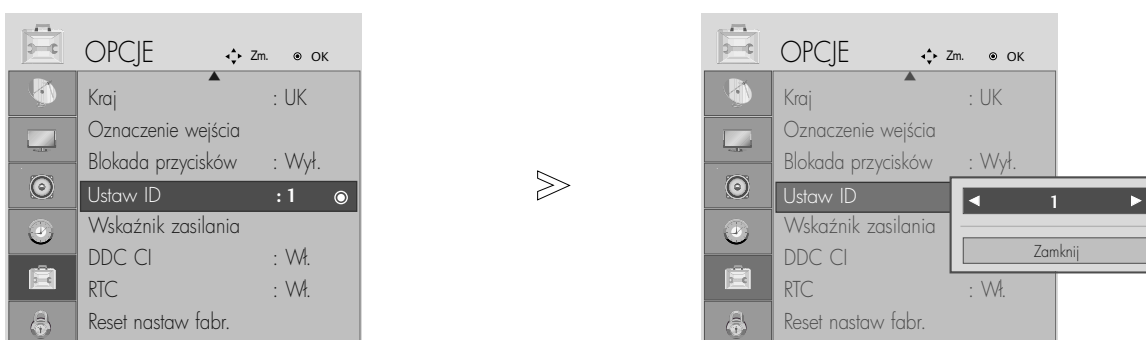 OPCJE Zm. OK
Kraj : UK
Oznaczenie wejścia
Blokada przycisków : Wył.
Ustaw ID : 1
Wskaźnik zasilania
DDC CI : Wł.
RTC : Wł.
Reset nastaw fabr.
OPCJE Zm. OK
Kraj : UK
Oznaczenie wejścia
Blokada przycisków : Wył.
Ustaw ID
1
Wskaźnik zasilania
DDC CI
Zamknij
RTC : Wł.
Reset nastaw fabr.